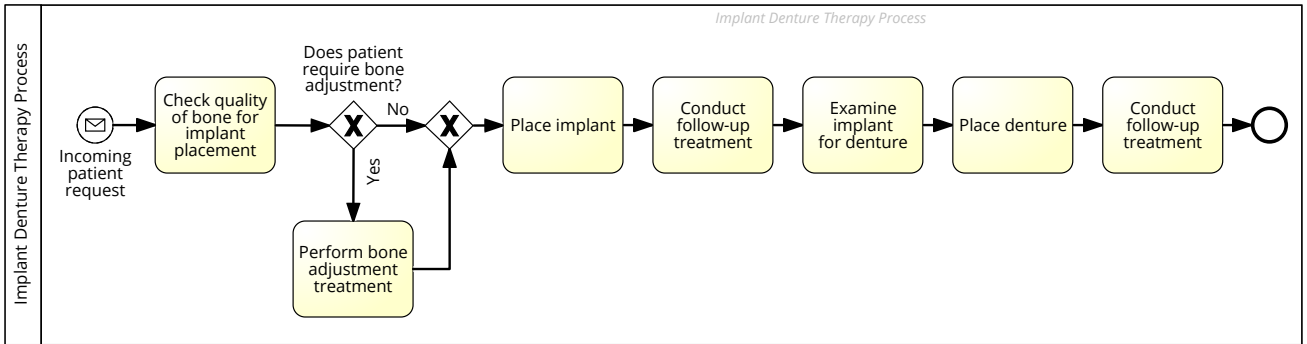 Implant Denture Therapy Process
Implant Denture Therapy Process
Incoming
patient
request
Check quality
of bone for
implant
placement
Does patient
require bone
adjustment?
No
Yes
Perform bone
adjustment
treatment
Place implant
Conduct
follow-up
treatment
Examine
implant
for denture
Place denture
Conduct
follow-up
treatment